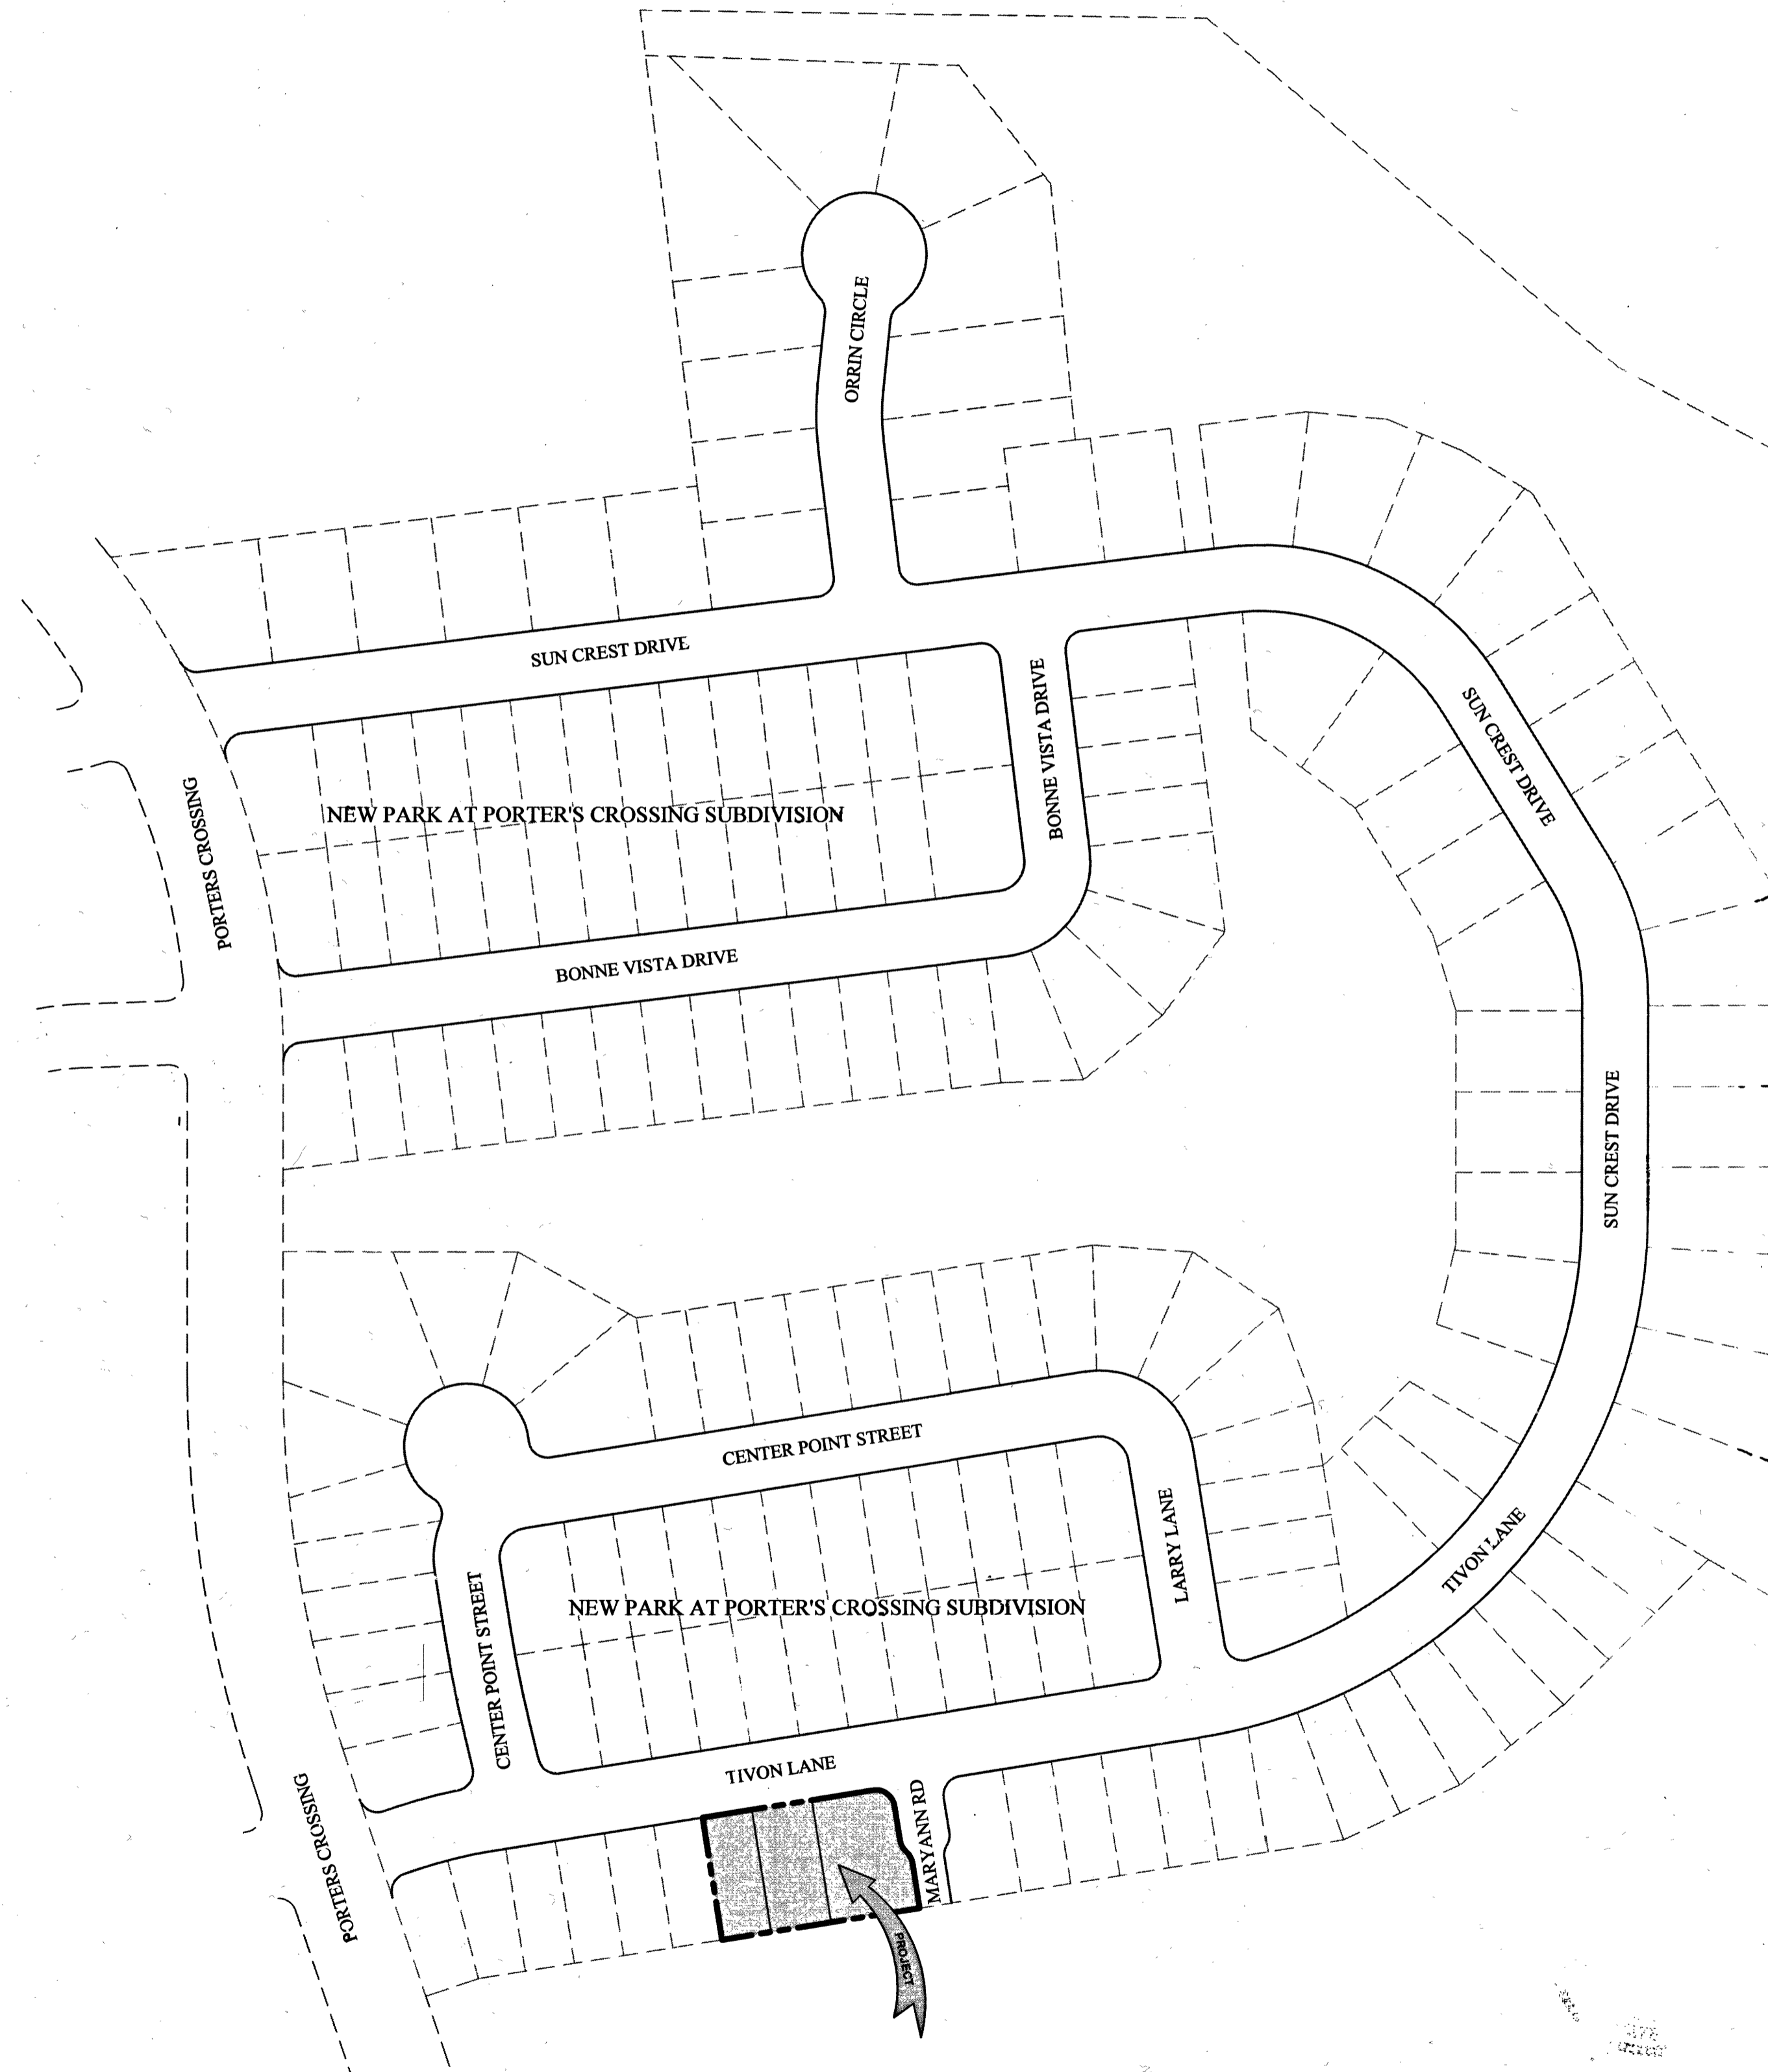 ORRIN CIRCLE
SUN CREST DRIVE
BONNE VISTA DRIVE
SUN CREST DRIVE
PORTERS CROSSING
NEW PARK AT PORTER'S CROSSING SUBDIVISION
BONNE VISTA DRIVE
SUN CREST DRIVE
CENTER POINT STREET
LARRY LANE
TIVON LANE
CENTER POINT STREET
NEW PARK AT PORTER'S CROSSING SUBDIVISION
TIVON LANE
MARYANN RD
PORTERS CROSSING
PROJECT